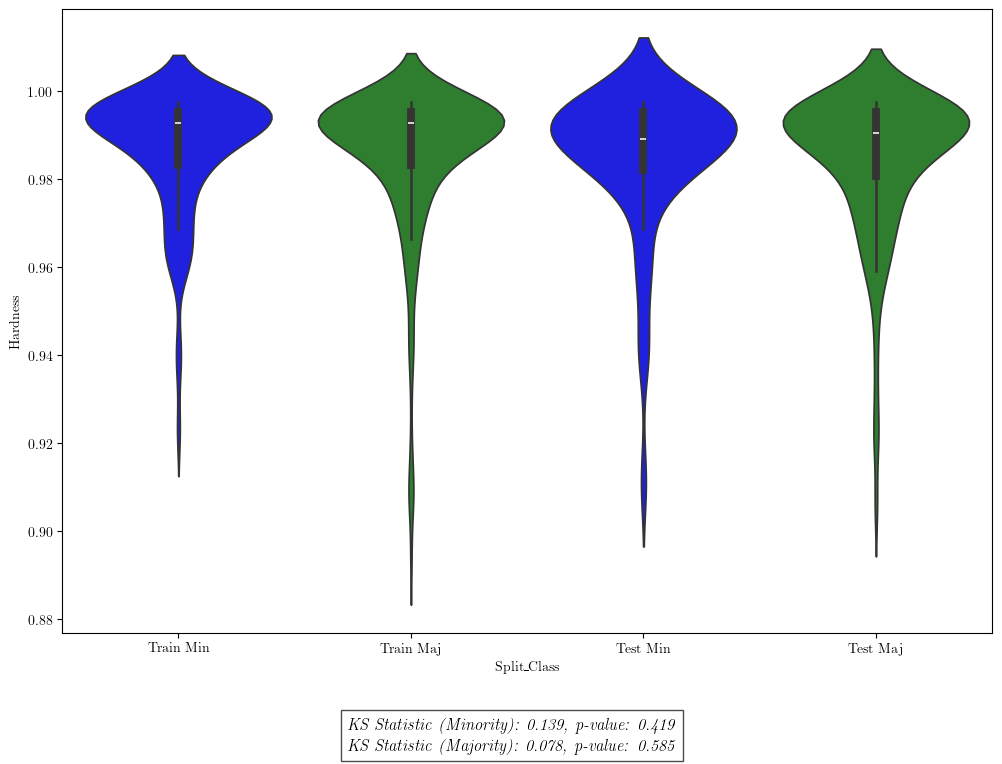 1.00
0.98
0.96
0.94
0.92
0.90
0.88
Hardness
Train Min
Train Maj
Test Min
Test Maj
Split_Class
KS Statistic (Minority): 0.139, p-value: 0.419
KS Statistic (Majority): 0.078, p-value: 0.585